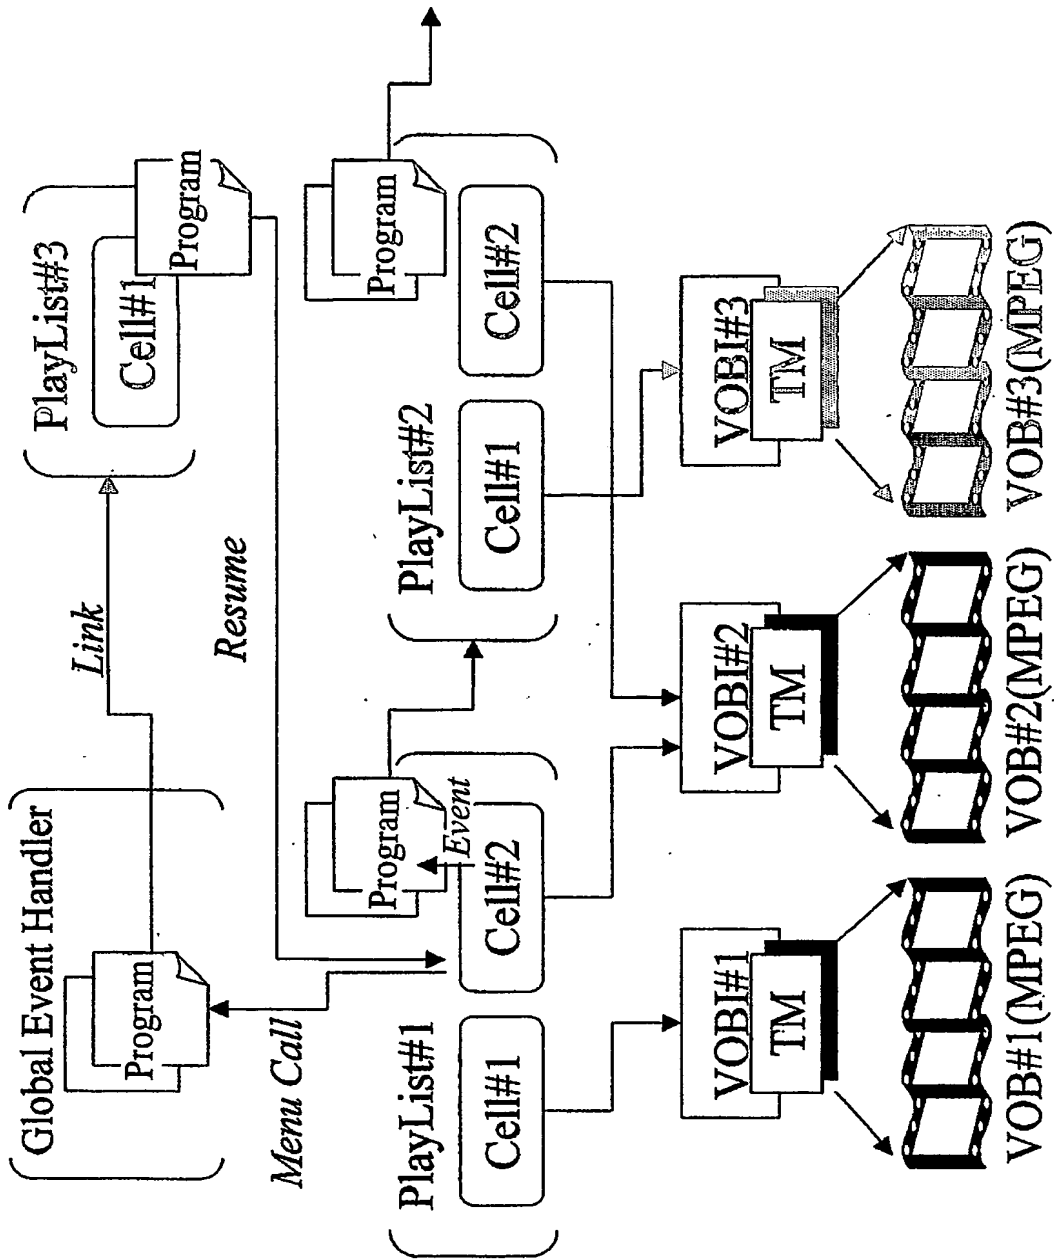 Global Event Handler
Program
Link
PlayList#3
Cell#1
Program
Menu Call
Resume
PlayList#1
Cell#1
Cell#2
Event
Program
PlayList#2
Cell#1
Cell#2
Program
VOBI#1
TM
VOBI#2
TM
VOBI#3
TM
VOB#1(MPEG)
VOB#2(MPEG)
VOB#3(MPEG)